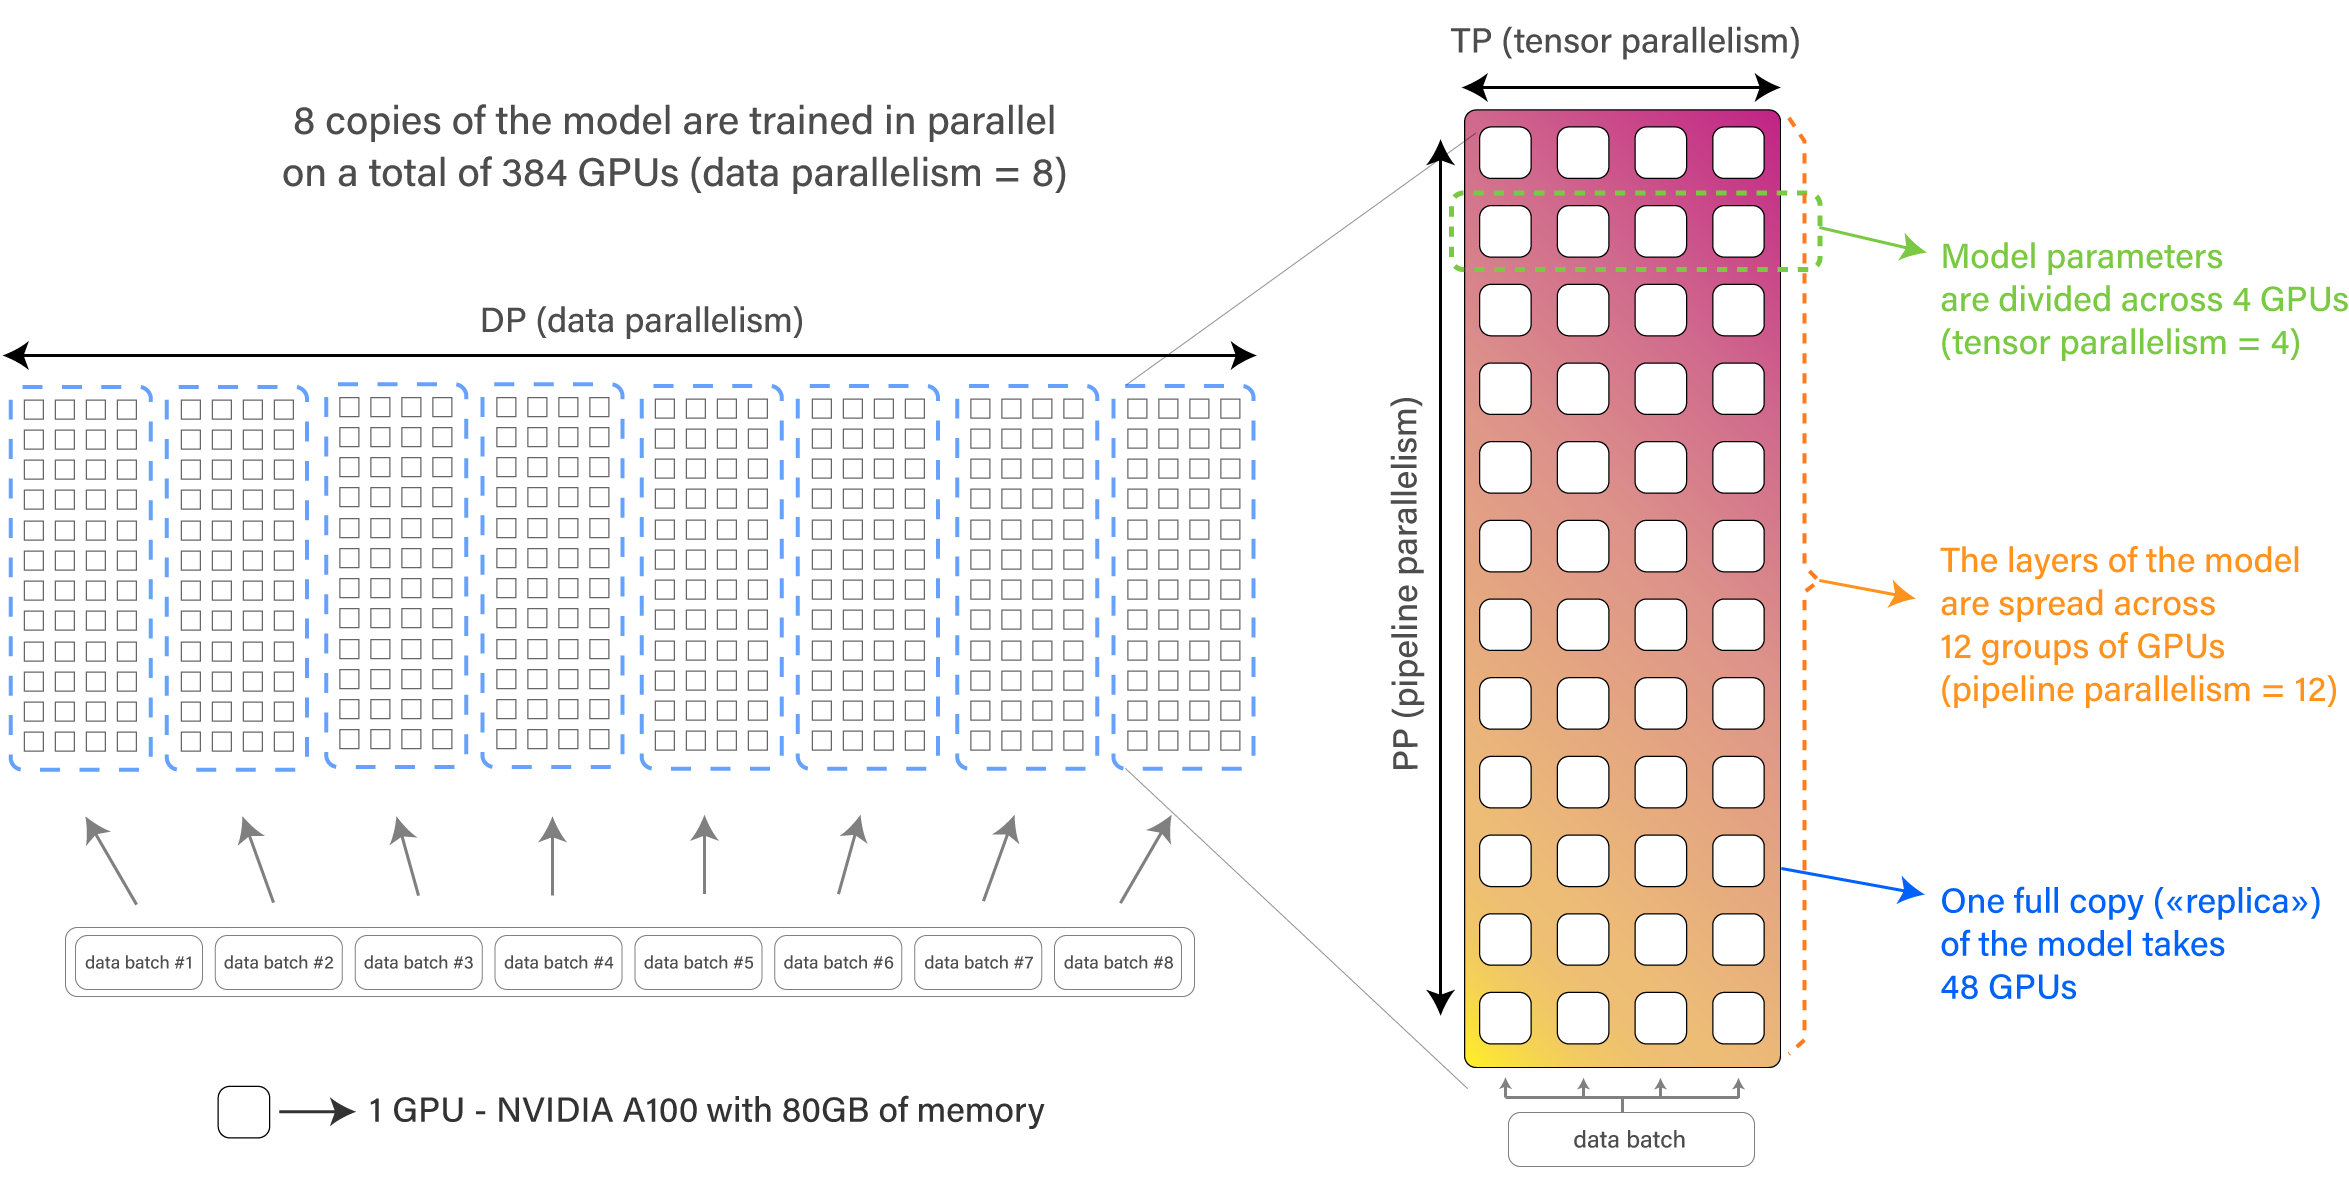 TP (tensor parallelism)
8 copies of the model are trained in parallel
on a total of 384 GPUs (data parallelism = 8)
DP (data parallelism)
PP (pipeline parallelism)
Model parameters
are divided across 4 GPUs
(tensor parallelism = 4)
The layers of the model
are spread across
12 groups of GPUs
(pipeline parallelism = 12)
One full copy («replica»)
of the model takes
48 GPUs
data batch #1
data batch #2
data batch #3
data batch #4
data batch #5
data batch #6
data batch #7
data batch #8
1 GPU - NVIDIA A100 with 80GB of memory
data batch